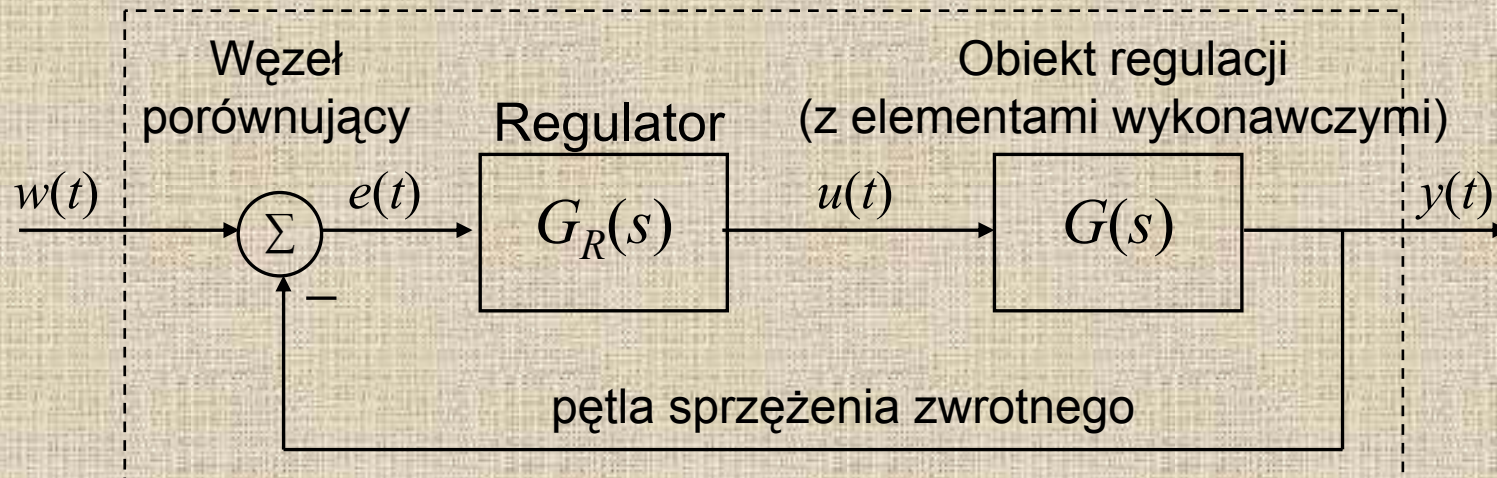 Węzeł
porównujący
Regulator
Obiekt regulacji
(z elementami wykonawczymi)
w(t)
Σ
e(t)
G_R(s)
u(t)
G(s)
y(t)
–
pętla sprzężenia zwrotnego